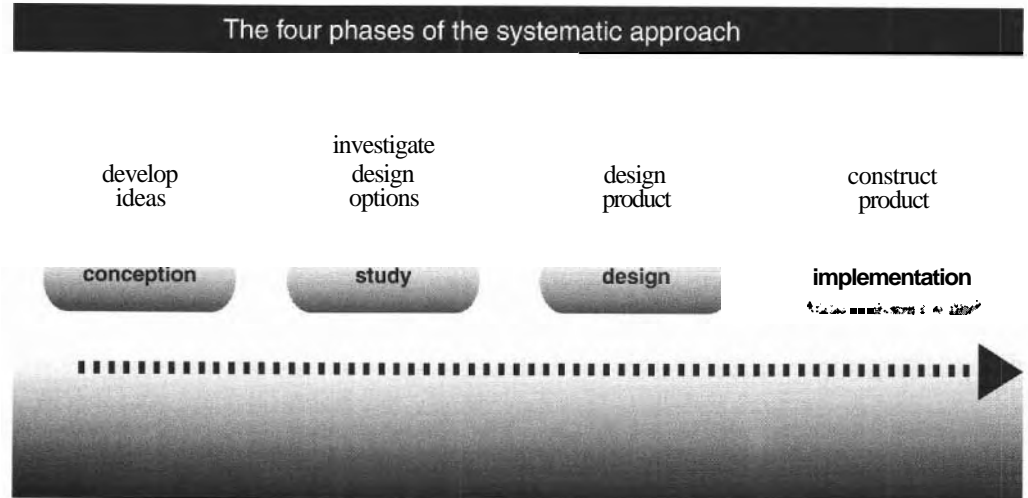 The four phases of the systematic approach
develop
ideas
investigate
design
options
design
product
construct
product
conception
study
design
implementation